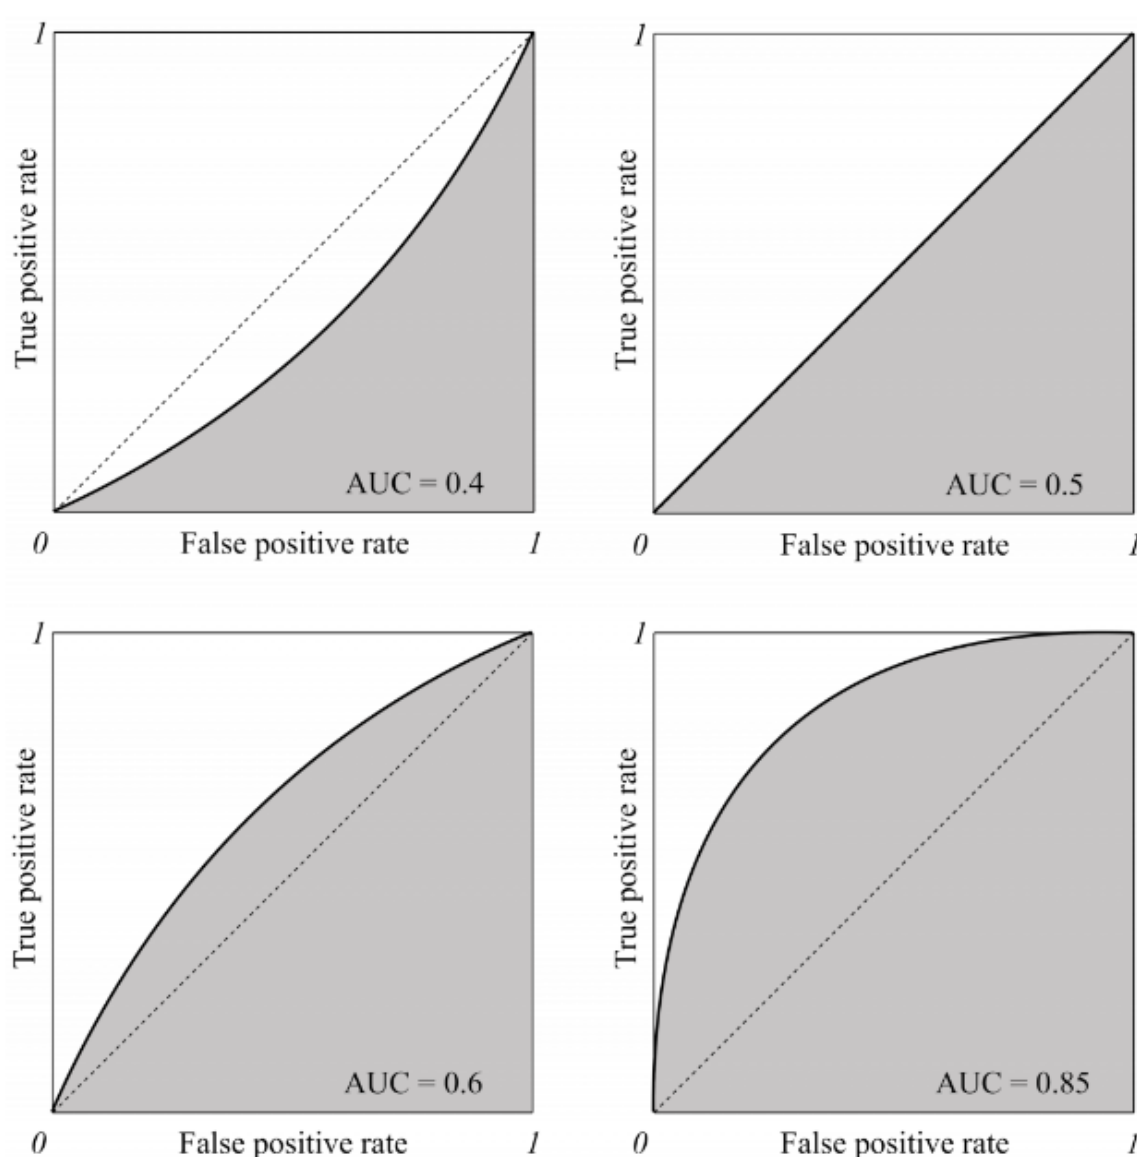 1
True positive rate
AUC = 0.4
0
False positive rate
1
1
True positive rate
AUC = 0.5
0
False positive rate
1
1
True positive rate
AUC = 0.6
0
False positive rate
1
1
True positive rate
AUC = 0.85
0
False positive rate
1